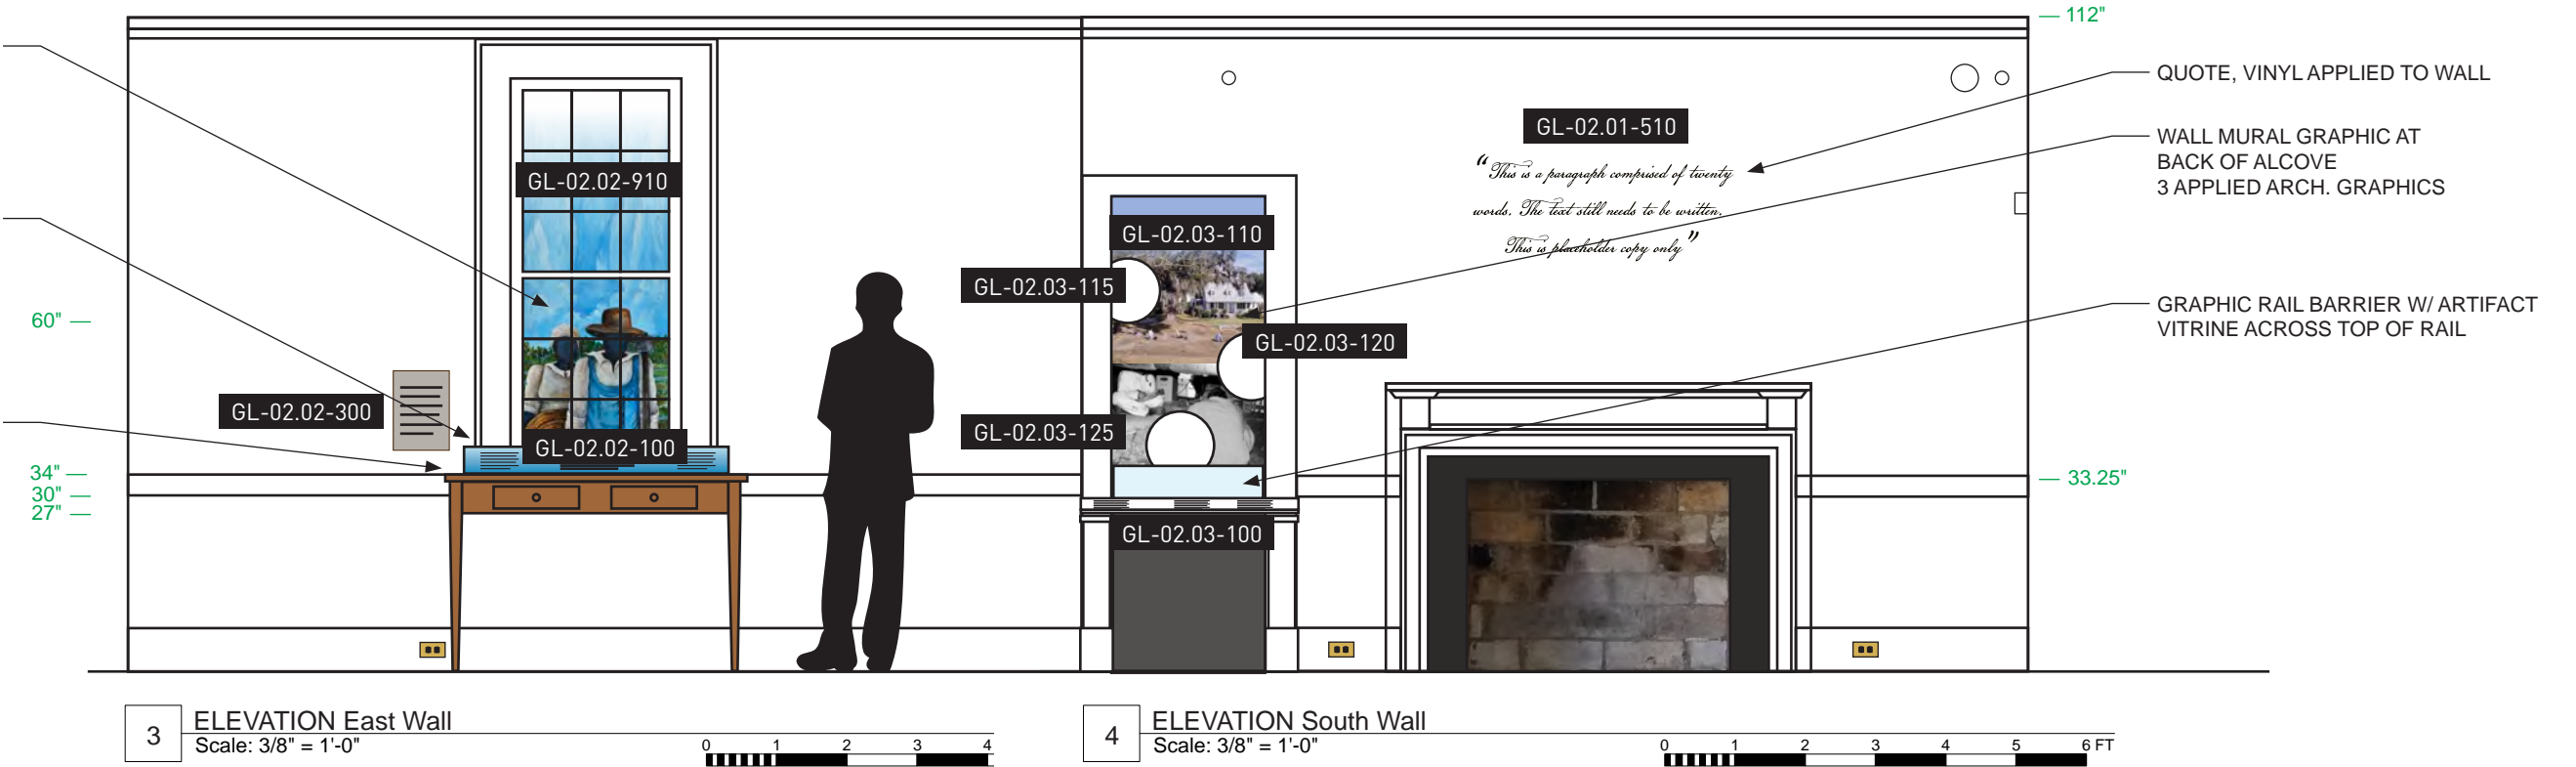 112"
QUOTE, VINYL APPLIED TO WALL
GL-02.01-510
WALL MURAL GRAPHIC AT
BACK OF ALCOVE
3 APPLIED ARCH. GRAPHICS
“This is a paragraph comprised of twenty
words. The text still needs to be written.
This is placeholder copy only”
GL-02.02-910
GL-02.03-110
GL-02.03-115
GRAPHIC RAIL BARRIER W/ ARTIFACT
VITRINE ACROSS TOP OF RAIL
60"
GL-02.03-120
GL-02.02-300
GL-02.03-125
GL-02.02-100
34"
33.25"
30"
27"
GL-02.03-100
3
ELEVATION East Wall
Scale: 3/8" = 1'-0"
0 1 2 3 4
4
ELEVATION South Wall
Scale: 3/8" = 1'-0"
0 1 2 3 4 5 6 FT